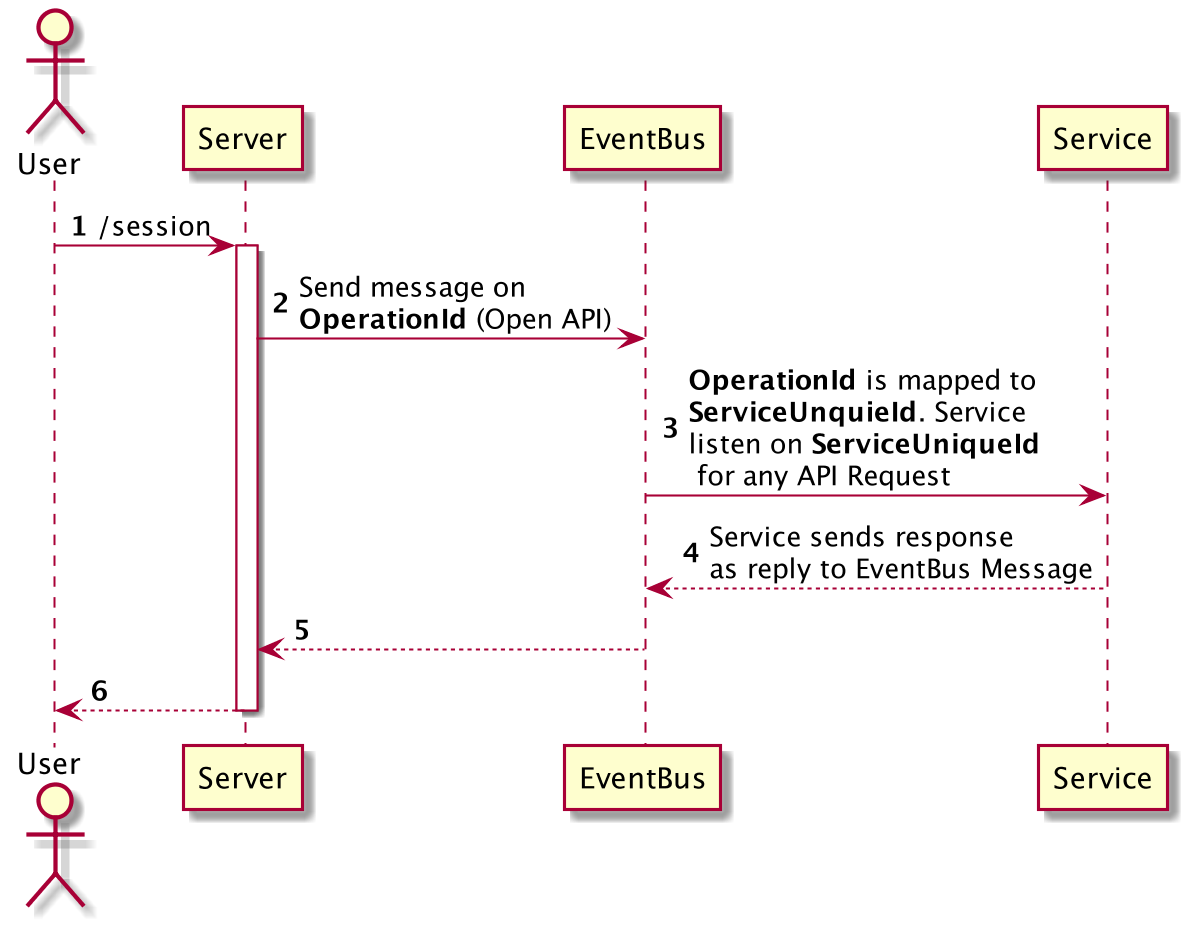 User
Server
EventBus
Service
1 /session
2 Send message on
OperationId (Open API)
3 OperationId is mapped to
ServiceUnquieId. Service
listen on ServiceUniqueId
for any API Request
4 Service sends response
as reply to EventBus Message
5
6
User
Server
EventBus
Service